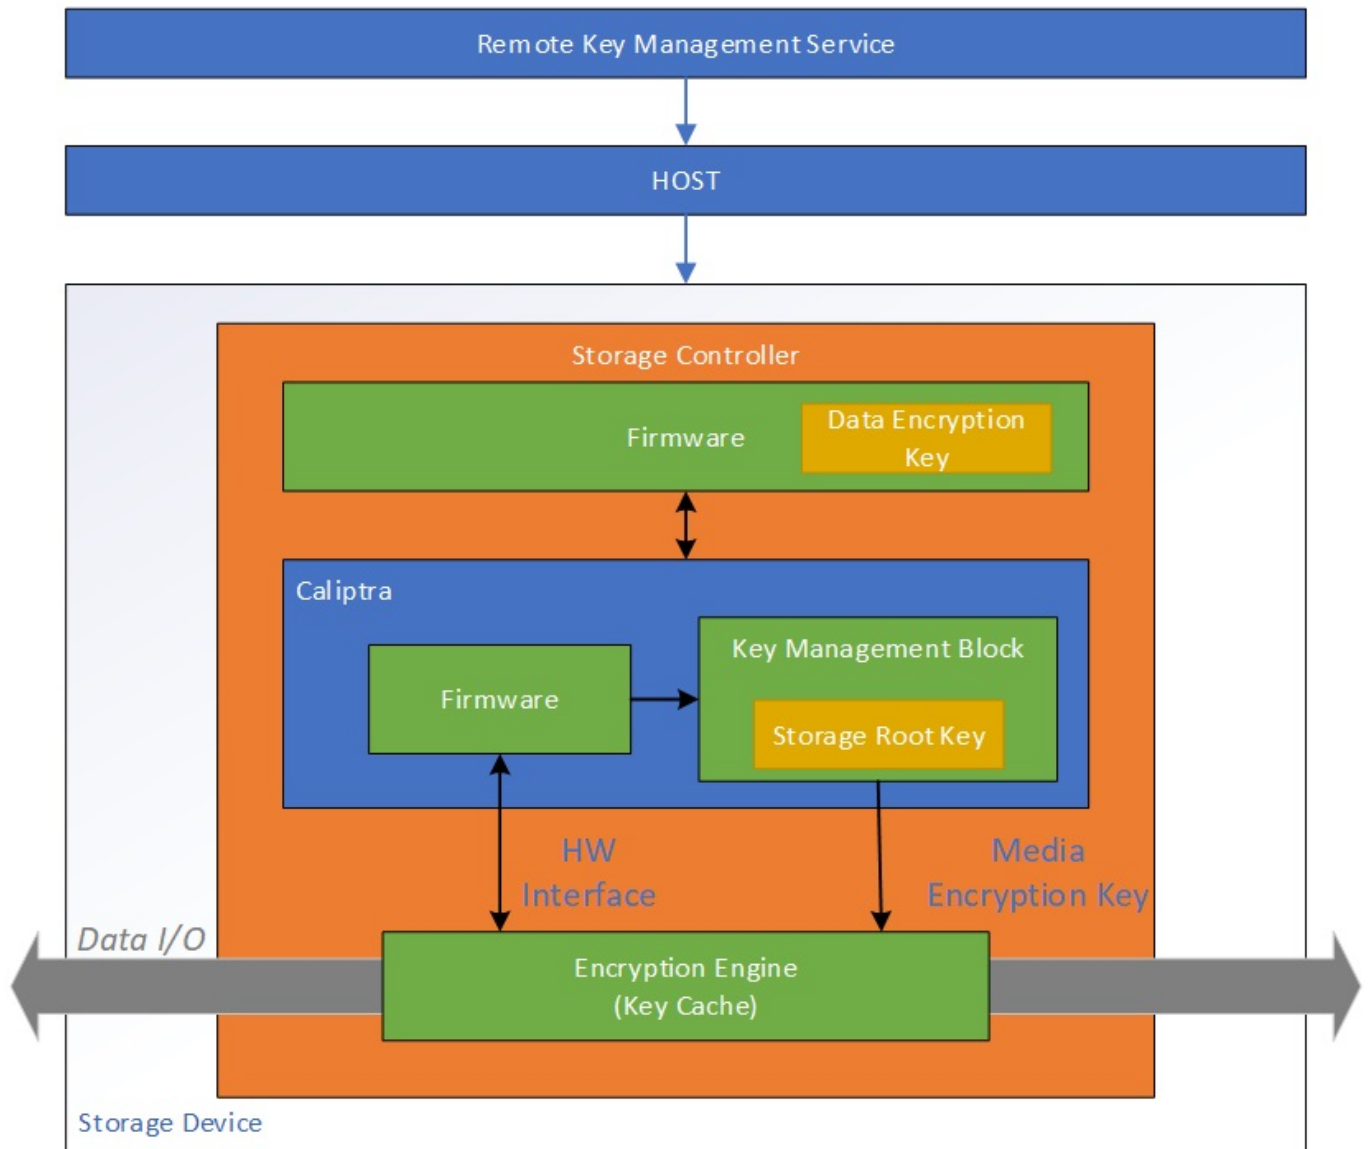 Remote Key Management Service
HOST
Storage Controller
Firmware
Data Encryption
Key
Caliptra
Key Management Block
Firmware
Storage Root Key
HW
Interface
Media
Encryption Key
Data I/O
Encryption Engine
(Key Cache)
Storage Device